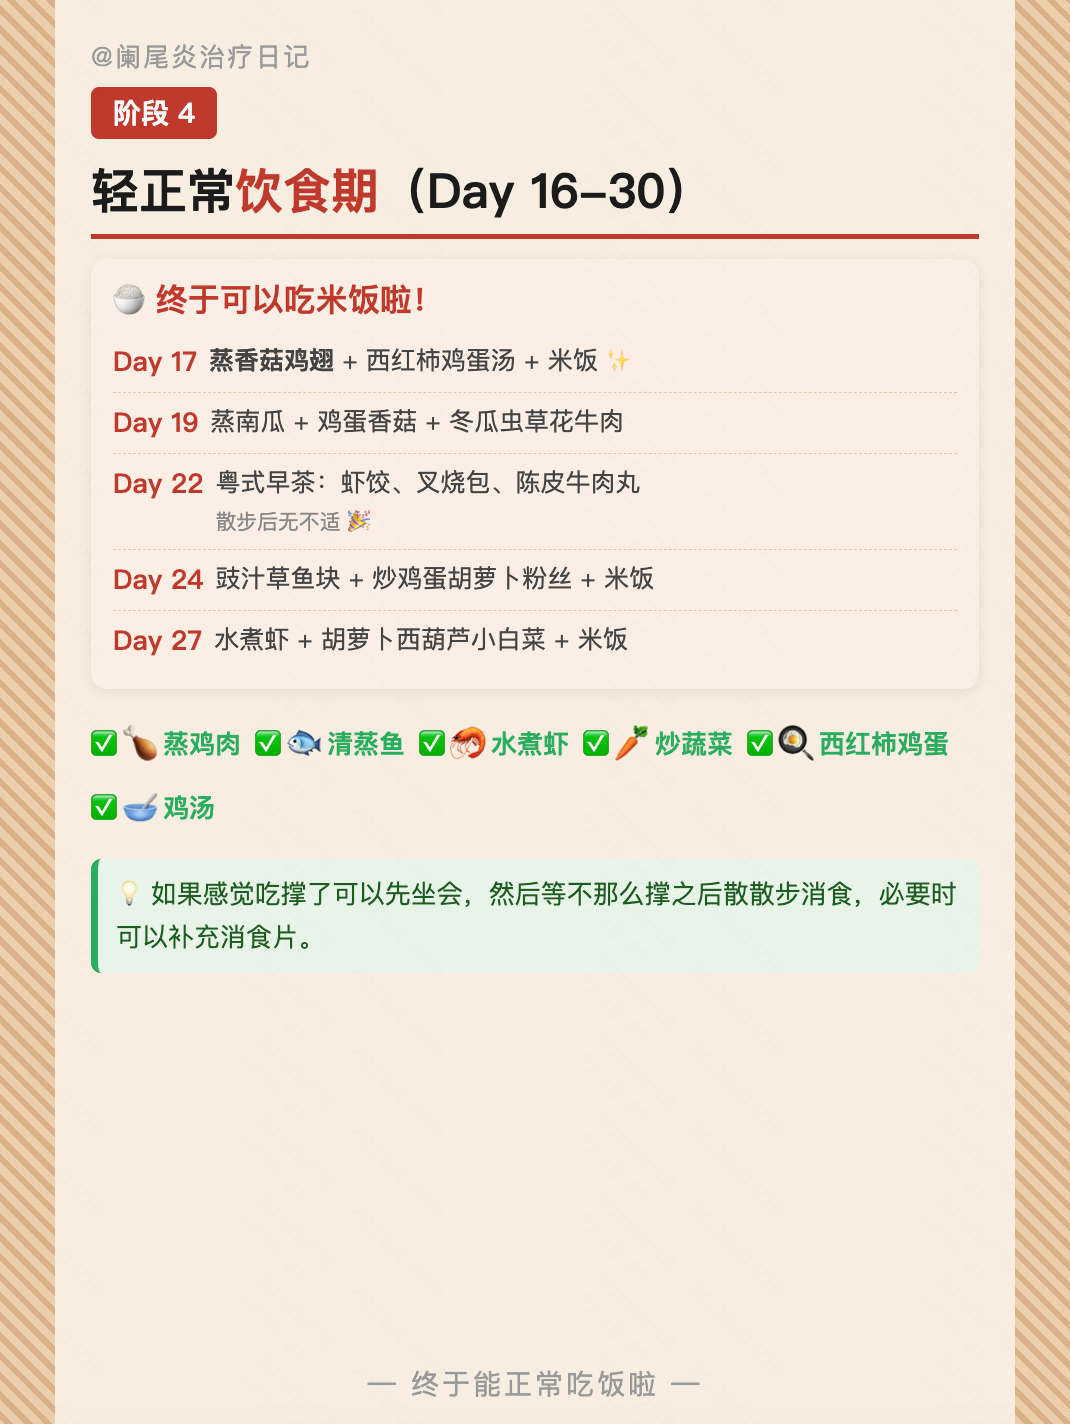 @阑尾炎治疗日记
阶段 4
轻正常饮食期（Day 16–30）
🍚 终于可以吃米饭啦！
Day 17 蒸香菇鸡翅 + 西红柿鸡蛋汤 + 米饭 ✨
Day 19 蒸南瓜 + 鸡蛋香菇 + 冬瓜虫草花牛肉
Day 22 粤式早茶：虾饺、叉烧包、陈皮牛肉丸
散步后无不适 🎉
Day 24 豉汁草鱼块 + 炒鸡蛋胡萝卜粉丝 + 米饭
Day 27 水煮虾 + 胡萝卜西葫芦小白菜 + 米饭
✅🍗 蒸鸡肉 ✅🐟 清蒸鱼 ✅🦐 水煮虾 ✅🥕 炒蔬菜 ✅🍳 西红柿鸡蛋
✅🥣 鸡汤
💡 如果感觉吃撑了可以先坐会，然后等不那么撑之后散散步消食，必要时
可以补充消食片。
— 终于能正常吃饭啦 —